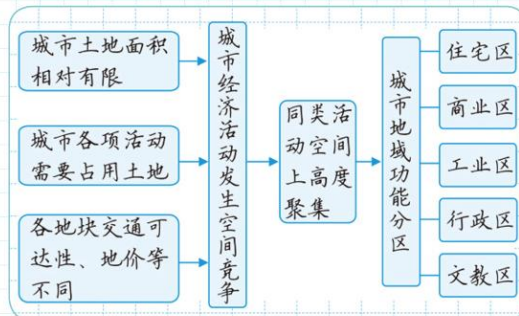 城市土地面积
相对有限
城市各项活动
需要占用土地
各地块交通可
达性、地价等
不同
城市经济活动发生空间竞争
同类活
动空间
上高度
聚集
城市地域功能分区
住宅区
商业区
工业区
行政区
文教区